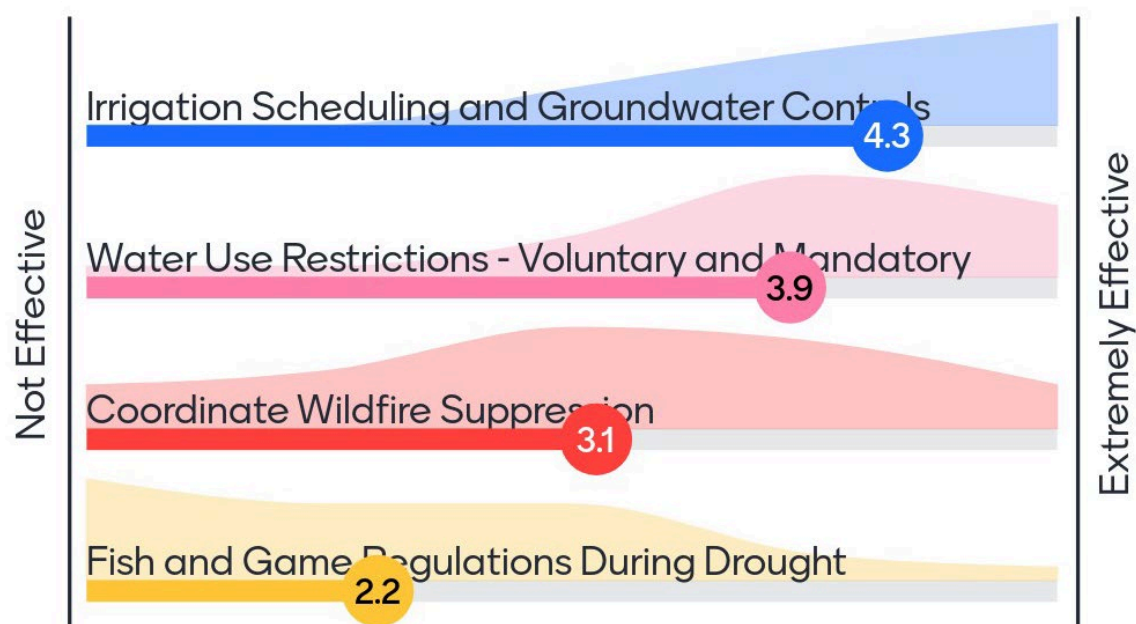 Not Effective
Irrigation Scheduling and Groundwater Controls
4.3
Water Use Restrictions - Voluntary and Mandatory
3.9
Coordinate Wildfire Suppression
3.1
Fish and Game Regulations During Drought
2.2
Extremely Effective